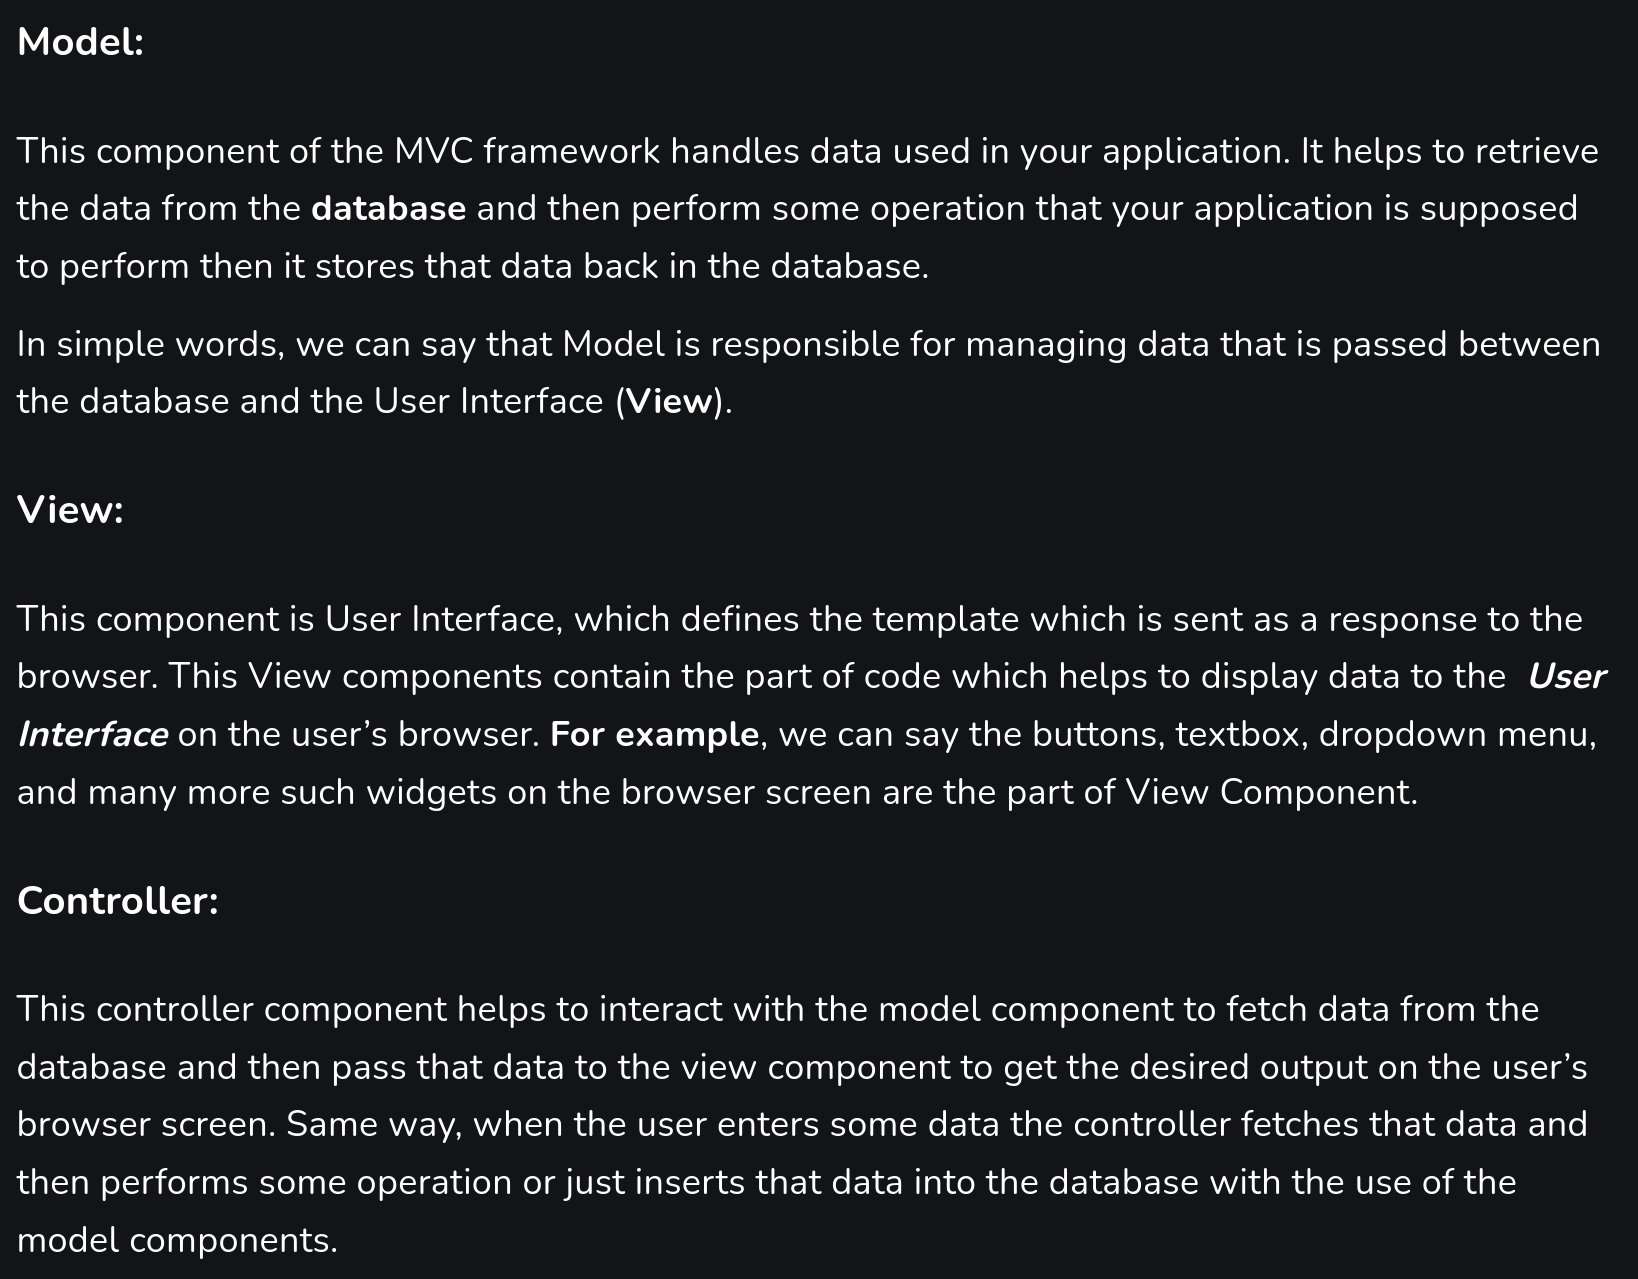 Model:
This component of the MVC framework handles data used in your application. It helps to retrieve
the data from the database and then perform some operation that your application is supposed
to perform then it stores that data back in the database.
In simple words, we can say that Model is responsible for managing data that is passed between
the database and the User Interface (View).
View:
This component is User Interface, which defines the template which is sent as a response to the
browser. This View components contain the part of code which helps to display data to the User
Interface on the user’s browser. For example, we can say the buttons, textbox, dropdown menu,
and many more such widgets on the browser screen are the part of View Component.
Controller:
This controller component helps to interact with the model component to fetch data from the
database and then pass that data to the view component to get the desired output on the user’s
browser screen. Same way, when the user enters some data the controller fetches that data and
then performs some operation or just inserts that data into the database with the use of the
model components.